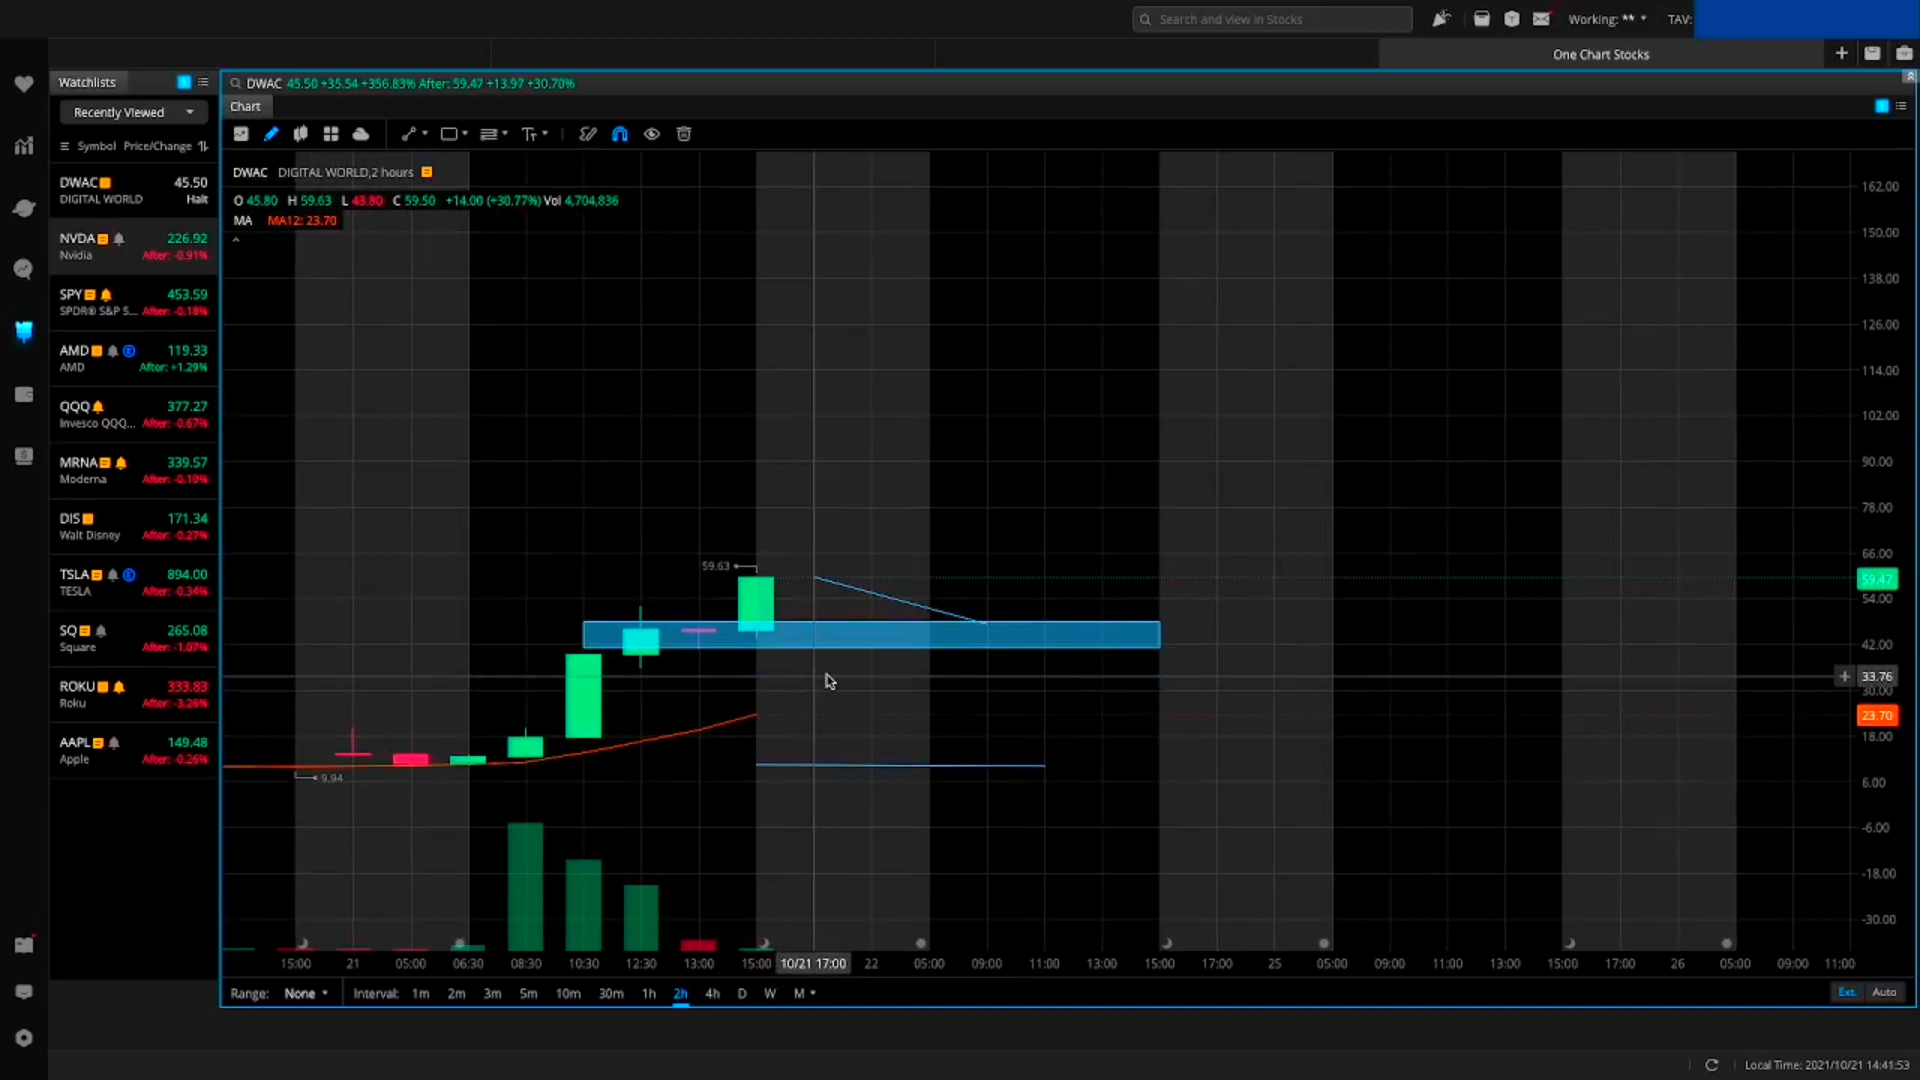 Search and view in Stocks
Working: ** TAV:
One Chart Stocks
Watchlists
DWAC 45.50 +35.54 +356.83% After: 59.47 +13.97 +30.70%
Chart
Recently Viewed
Symbol Price/Change
DWAC DIGITAL WORLD,2 hours
O 45.80 H 59.63 L 43.80 C 59.50 +14.00 (+30.77%) Vol 4,704,836
MA MA12: 23.70
DWAC 45.50
DIGITAL WORLD Halt
NVDA 226.92
Nvidia After: -0.91%
SPY 453.59
SPDR® S&P S... After: -0.18%
AMD 119.33
AMD After: +1.29%
QQQ 377.27
Invesco QQQ... After: -0.67%
MRNA 339.57
Moderna After: -0.10%
DIS 171.34
Walt Disney After: -0.27%
TSLA 894.00
TESLA After: -0.34%
SQ 265.08
Square After: -1.07%
ROKU 333.83
Roku After: -3.26%
AAPL 149.48
Apple After: -0.26%
162.00
150.00
138.00
126.00
114.00
102.00
90.00
78.00
66.00
59.63
59.47
54.00
42.00
33.76
30.00
23.70
18.00
9.94
6.00
-6.00
-18.00
-30.00
15:00 21 05:00 06:30 08:30 10:30 12:30 13:00 15:00 10/21 17:00 22 05:00 09:00 11:00 13:00 15:00 17:00 25 05:00 09:00 11:00 13:00 15:00 17:00 26 05:00 09:00 11:00
Range: None Interval: 1m 2m 3m 5m 10m 30m 1h 2h 4h D W M
Ext. Auto
Local Time: 2021/10/21 14:41:53